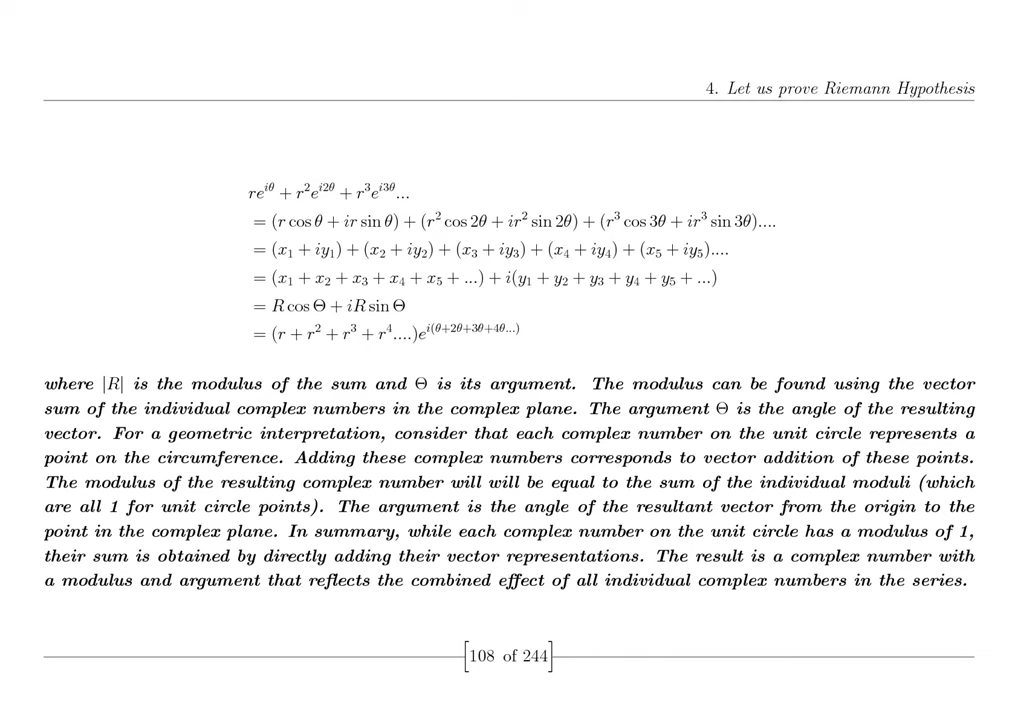 4. Let us prove Riemann Hypothesis
re^{iθ} + r^2e^{i2θ} + r^3e^{i3θ}...
= (r cos θ + ir sin θ) + (r^2 cos 2θ + ir^2 sin 2θ) + (r^3 cos 3θ + ir^3 sin 3θ)....
= (x_1 + iy_1) + (x_2 + iy_2) + (x_3 + iy_3) + (x_4 + iy_4) + (x_5 + iy_5)....
= (x_1 + x_2 + x_3 + x_4 + x_5 + ...) + i(y_1 + y_2 + y_3 + y_4 + y_5 + ...)
= R cos Θ + iR sin Θ
= (r + r^2 + r^3 + r^4....)e^{i(θ+2θ+3θ+4θ...)}
where |R| is the modulus of the sum and Θ is its argument. The modulus can be found using the vector
sum of the individual complex numbers in the complex plane. The argument Θ is the angle of the resulting
vector. For a geometric interpretation, consider that each complex number on the unit circle represents a
point on the circumference. Adding these complex numbers corresponds to vector addition of these points.
The modulus of the resulting complex number will will be equal to the sum of the individual moduli (which
are all 1 for unit circle points). The argument is the angle of the resultant vector from the origin to the
point in the complex plane. In summary, while each complex number on the unit circle has a modulus of 1,
their sum is obtained by directly adding their vector representations. The result is a complex number with
a modulus and argument that reflects the combined effect of all individual complex numbers in the series.
[108 of 244]